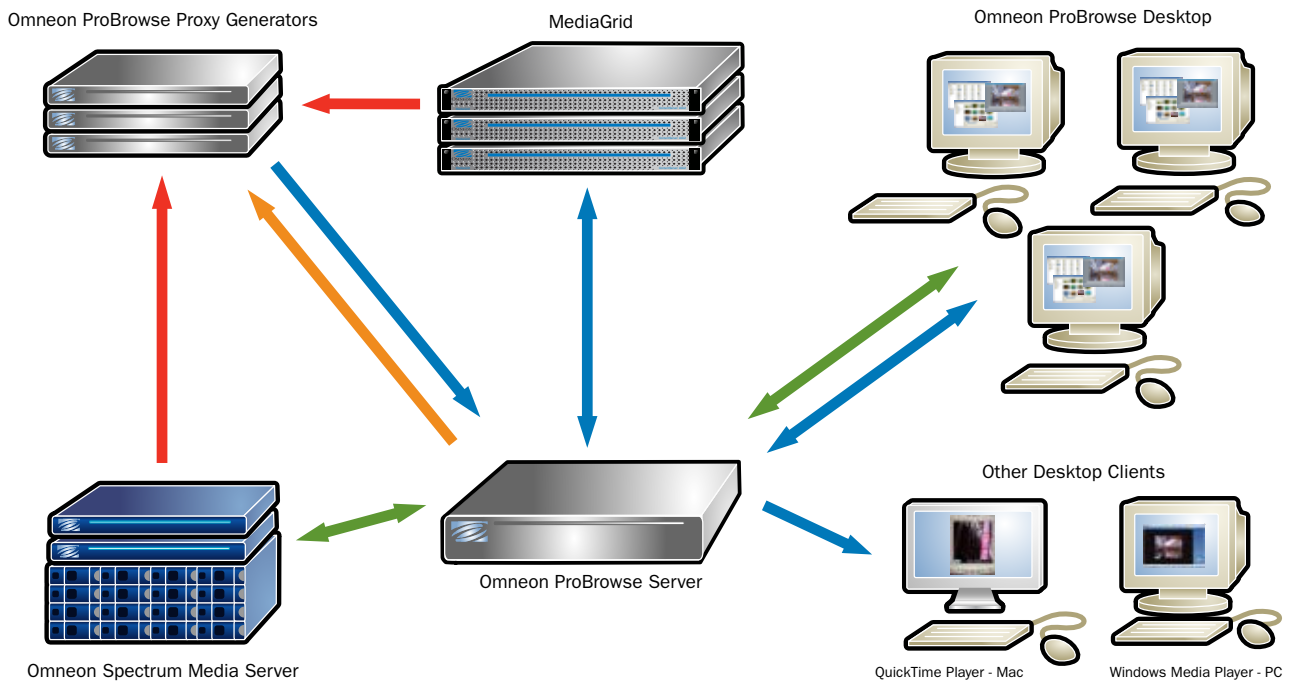 Omneon ProBrowse Proxy Generators
MediaGrid
Omneon ProBrowse Desktop
Other Desktop Clients
Omneon ProBrowse Server
Omneon Spectrum Media Server
QuickTime Player - Mac
Windows Media Player - PC